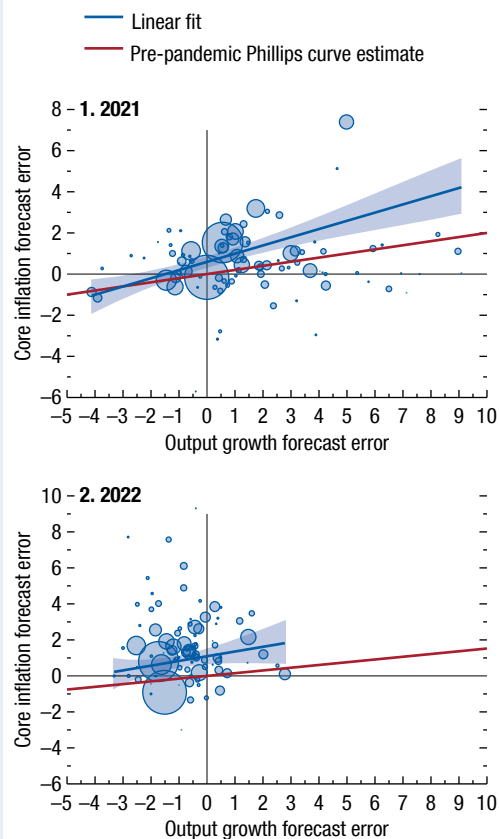 Linear fit
Pre-pandemic Phillips curve estimate
1. 2021
8
6
4
2
0
−2
−4
−6
Core inflation forecast error
−5 −4 −3 −2 −1 0 1 2 3 4 5 6 7 8 9 10
Output growth forecast error
2. 2022
10
8
6
4
2
0
−2
−4
−6
Core inflation forecast error
−5 −4 −3 −2 −1 0 1 2 3 4 5 6 7 8 9 10
Output growth forecast error